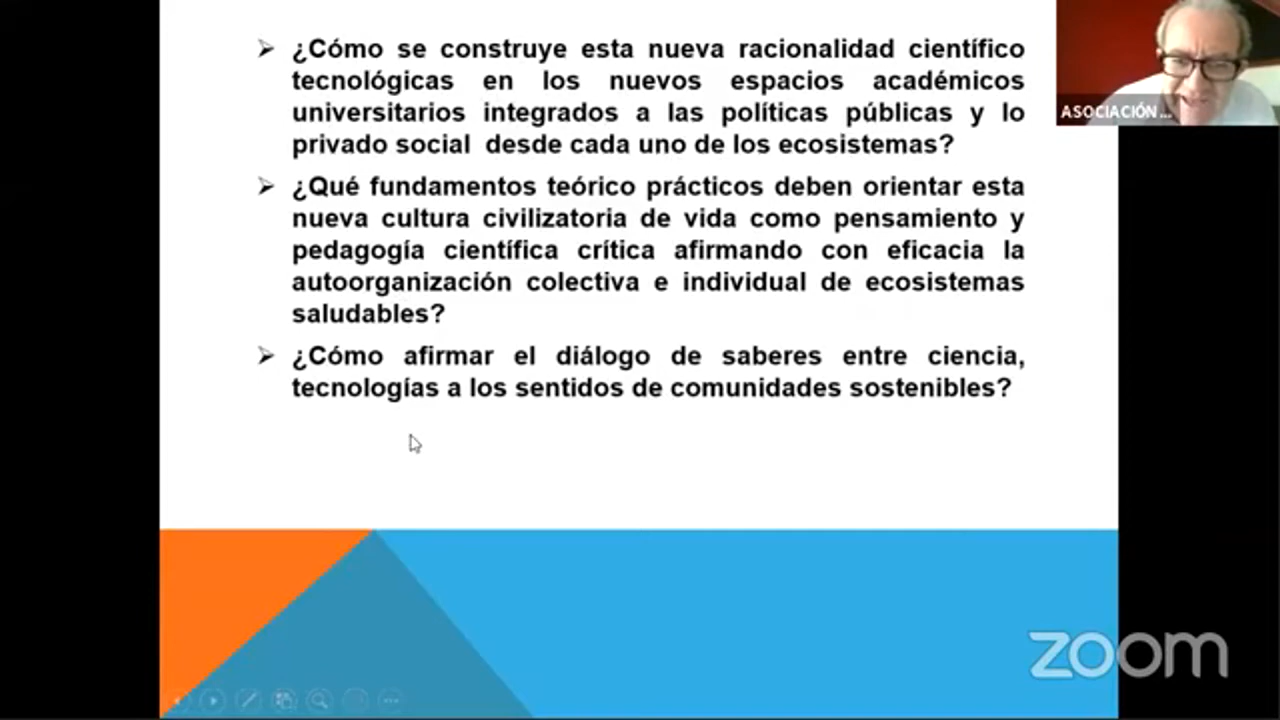 ¿Cómo se construye esta nueva racionalidad científico
tecnológicas en los nuevos espacios académicos
universitarios integrados a las políticas públicas y lo
privado social desde cada uno de los ecosistemas?
¿Qué fundamentos teórico prácticos deben orientar esta
nueva cultura civilizatoria de vida como pensamiento y
pedagogía científica crítica afirmando con eficacia la
autoorganización colectiva e individual de ecosistemas
saludables?
¿Cómo afirmar el diálogo de saberes entre ciencia,
tecnologías a los sentidos de comunidades sostenibles?
ASOCIACIÓN ...
zoom